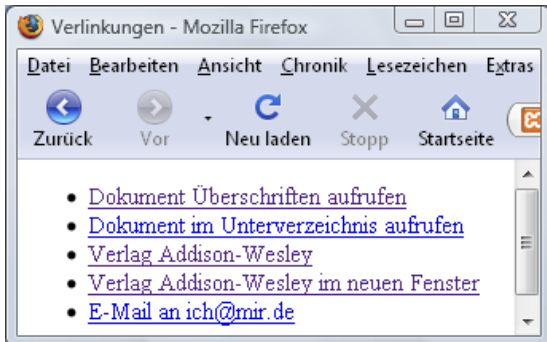 Verlinkungen - Mozilla Firefox
Datei Bearbeiten Ansicht Chronik Lesezeichen Extras
Zurück Vor Neu laden Stopp Startseite
Dokument Überschriften aufrufen
Dokument im Unterverzeichnis aufrufen
Verlag Addison-Wesley
Verlag Addison-Wesley im neuen Fenster
E-Mail an ich@mir.de